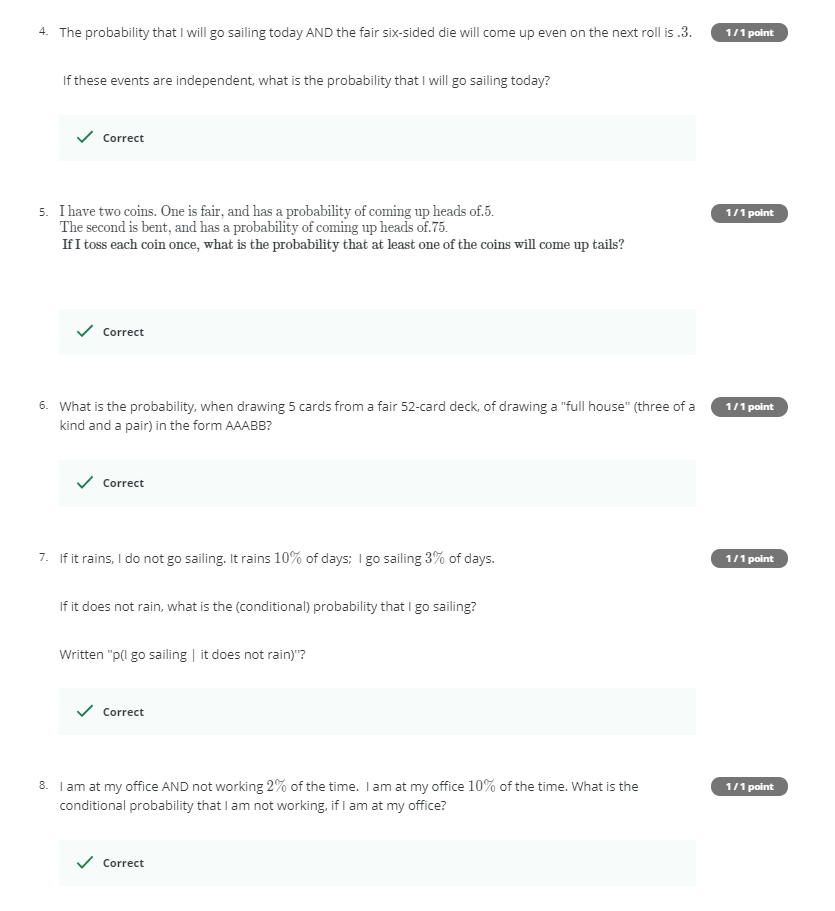 4. The probability that I will go sailing today AND the fair six-sided die will come up even on the next roll is .3. 1 / 1 point
If these events are independent, what is the probability that I will go sailing today?
Correct
5. I have two coins. One is fair, and has a probability of coming up heads of.5. 1 / 1 point
The second is bent, and has a probability of coming up heads of.75.
If I toss each coin once, what is the probability that at least one of the coins will come up tails?
Correct
6. What is the probability, when drawing 5 cards from a fair 52-card deck, of drawing a "full house" (three of a 1 / 1 point
kind and a pair) in the form AAABB?
Correct
7. If it rains, I do not go sailing. It rains 10% of days; I go sailing 3% of days. 1 / 1 point
If it does not rain, what is the (conditional) probability that I go sailing?
Written "p(I go sailing | it does not rain)"?
Correct
8. I am at my office AND not working 2% of the time. I am at my office 10% of the time. What is the 1 / 1 point
conditional probability that I am not working, if I am at my office?
Correct